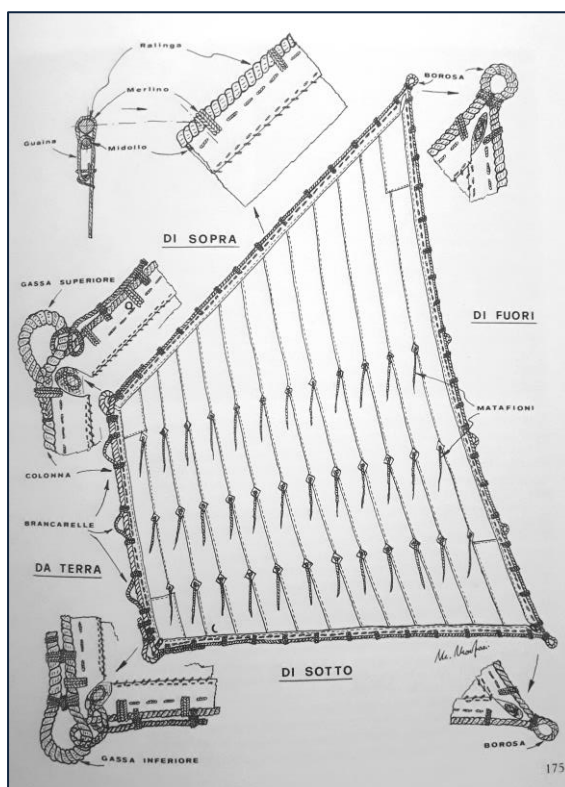 Ralinga
Merlino
Guaina
Midollo
BOROSA
DI SOPRA
GASSA SUPERIORE
DI FUORI
MATAFIONI
COLONNA
BRANCARELLE
DA TERRA
DI SOTTO
GASSA INFERIORE
BOROSA
175